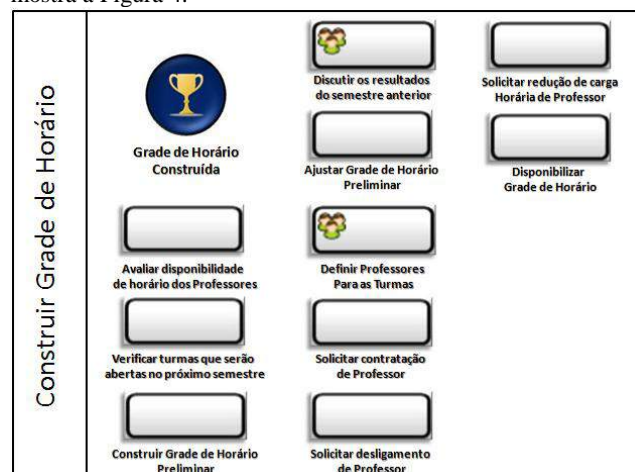 mostra a Figura 4.
Construir Grade de Horário
Grade de Horário
Construída
Discutir os resultados
do semestre anterior
Solicitar redução de carga
Horária de Professor
Ajustar Grade de Horário
Preliminar
Disponibilizar
Grade de Horário
Avaliar disponibilidade
de horário dos Professores
Definir Professores
Para as Turmas
Verificar turmas que serão
abertas no próximo semestre
Solicitar contratação
de Professor
Construir Grade de Horário
Preliminar
Solicitar desligamento
de Professor